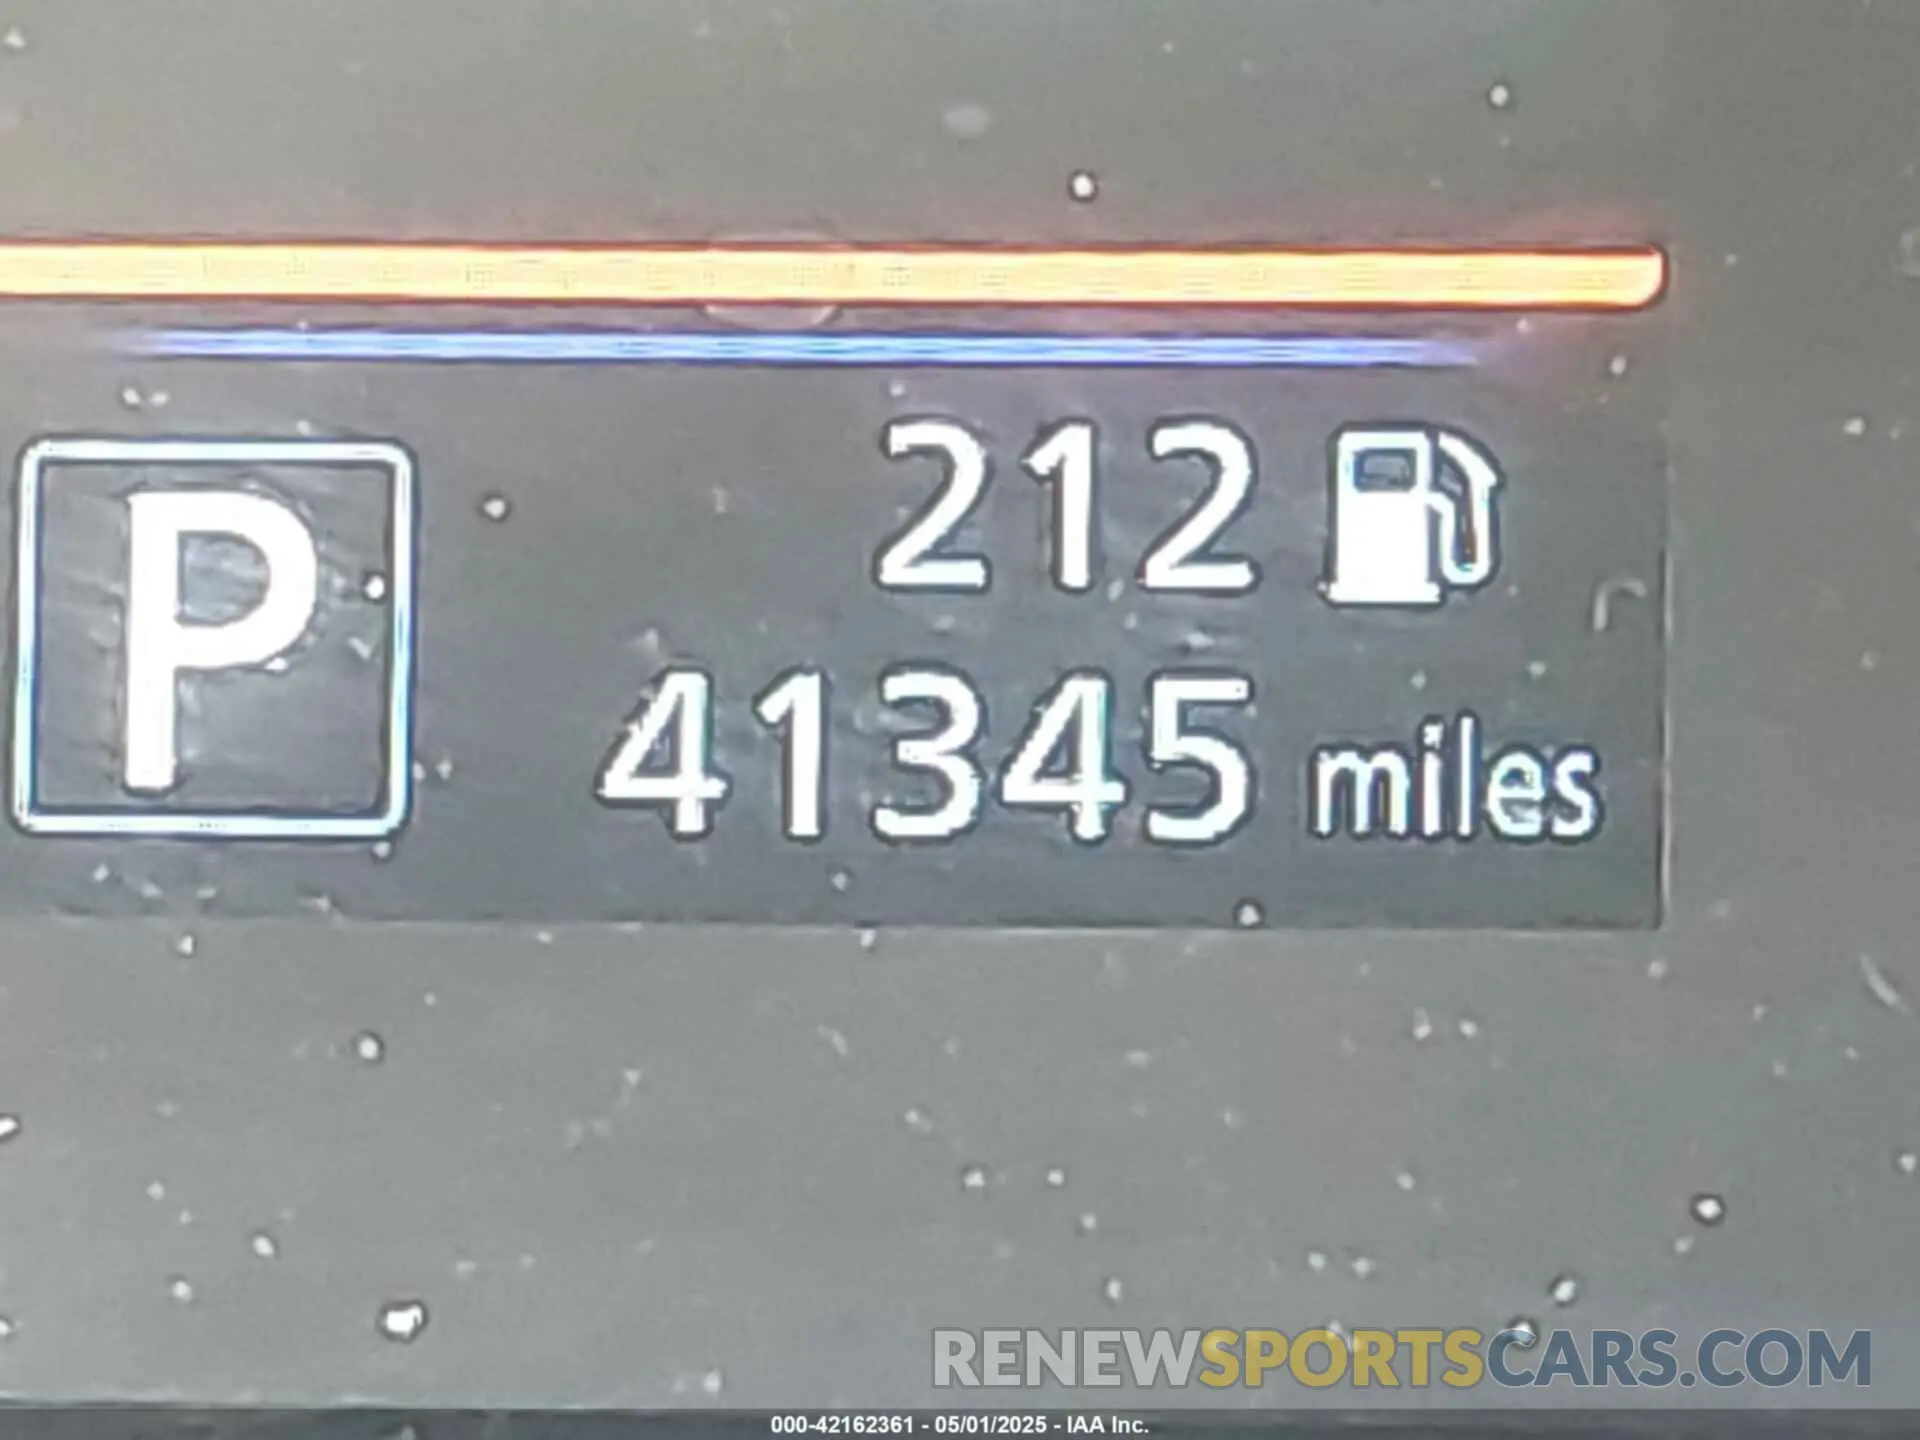 212
P
41345 miles
RENEWSPORTSCARS.COM
000-42162361 - 05/01/2025 - IAA Inc.